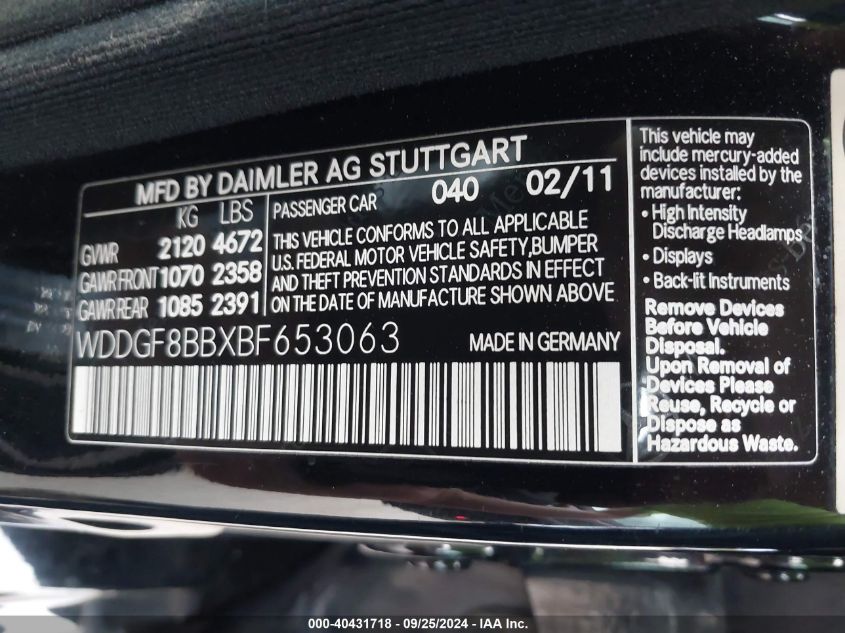 MFD BY DAIMLER AG STUTTGART
KG LBS
GVWR 2120 4672
GAWR FRONT 1070 2358
GAWR REAR 1085 2391
PASSENGER CAR 040 02/11
THIS VEHICLE CONFORMS TO ALL APPLICABLE
U.S. FEDERAL MOTOR VEHICLE SAFETY,BUMPER
AND THEFT PREVENTION STANDARDS IN EFFECT
ON THE DATE OF MANUFACTURE SHOWN ABOVE
WDDGF8BBXBF653063 MADE IN GERMANY
This vehicle may
include mercury-added
devices installed by the
manufacturer:
• High Intensity
Discharge Headlamps
• Displays
• Back-lit Instruments
Remove Devices
Before Vehicle
Disposal.
Upon Removal of
Devices Please
Reuse, Recycle or
Dispose as
Hazardous Waste.
000-40431718 - 09/25/2024 - IAA Inc.